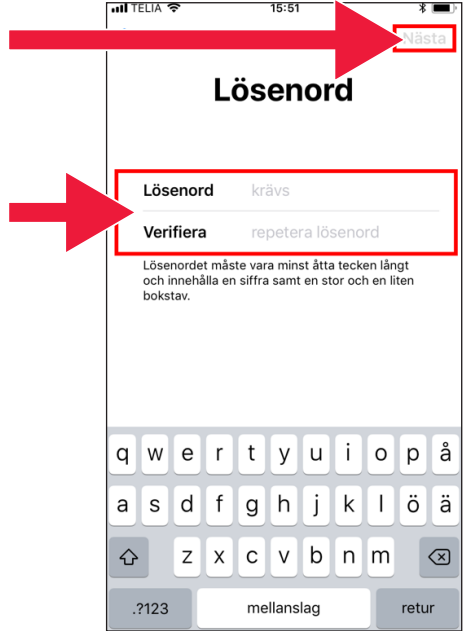 TELIA 15:51
Nästa
Lösenord
Lösenord krävs
Verifiera repetera lösenord
Lösenordet måste vara minst åtta tecken långt
och innehålla en siffra samt en stor och en liten
bokstav.
q w e r t y u i o p å
a s d f g h j k l ö ä
z x c v b n m
.?123 mellanslag retur